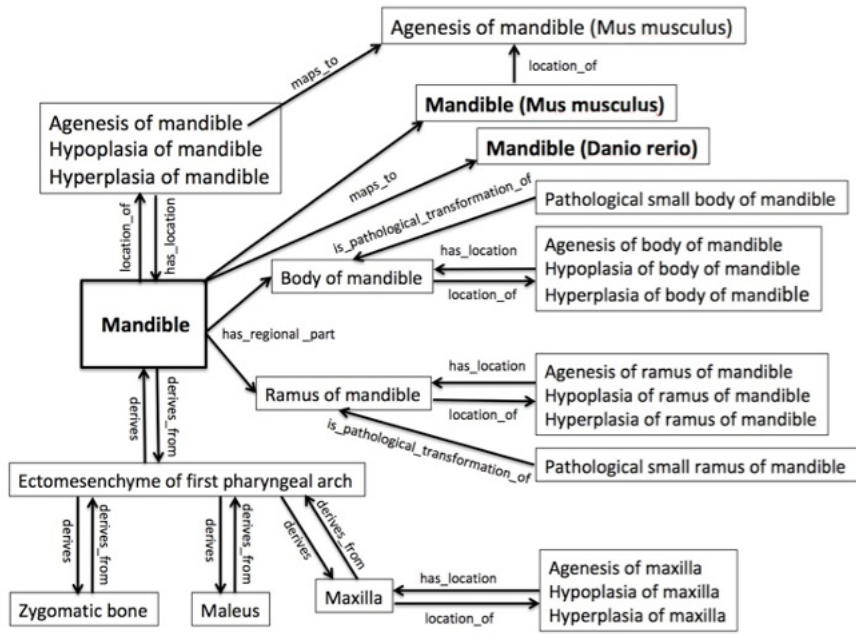 Agenesis of mandible (Mus musculus)
maps_to
location_of
Mandible (Mus musculus)
Agenesis of mandible
Hypoplasia of mandible
Hyperplasia of mandible
Mandible (Danio rerio)
maps_to
is_pathological_transformation_of
Pathological small body of mandible
location_of
has_location
Body of mandible
has_location
location_of
Agenesis of body of mandible
Hypoplasia of body of mandible
Hyperplasia of body of mandible
Mandible
has_regional _part
Ramus of mandible
has_location
location_of
Agenesis of ramus of mandible
Hypoplasia of ramus of mandible
Hyperplasia of ramus of mandible
is_pathological_transformation_of
Pathological small ramus of mandible
derives
derives_from
Ectomesenchyme of first pharyngeal arch
derives
derives_from
derives
derives_from
derives
derives_from
Zygomatic bone
Maleus
Maxilla
has_location
location_of
Agenesis of maxilla
Hypoplasia of maxilla
Hyperplasia of maxilla